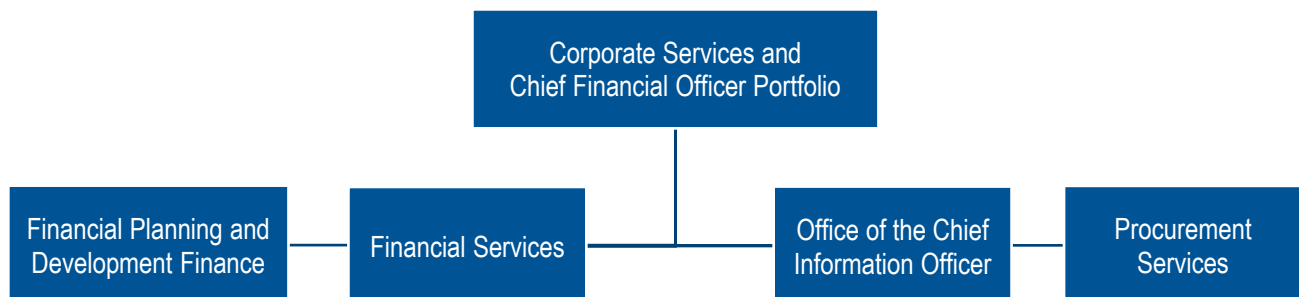 Corporate Services and
Chief Financial Officer Portfolio
Financial Planning and
Development Finance
Financial Services
Office of the Chief
Information Officer
Procurement
Services